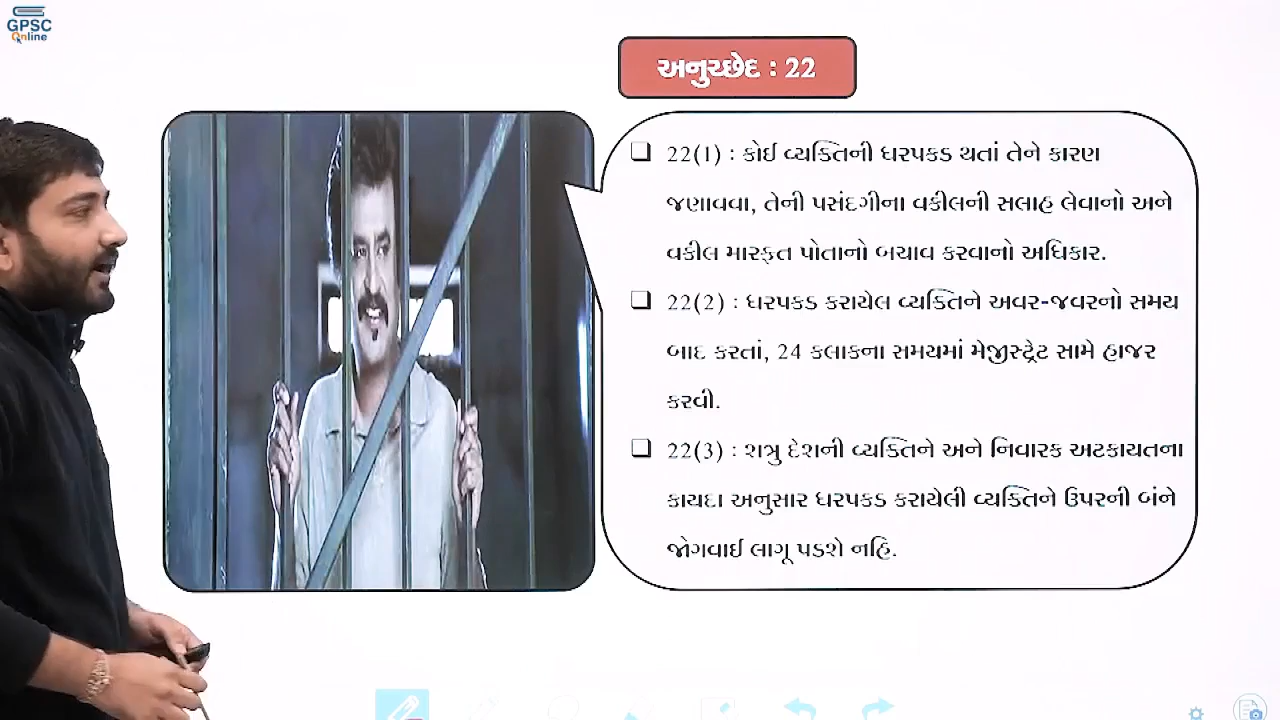 GPSC
Online
અનુચ્છેદ : 22
❑ 22(1) : કોઈ વ્યક્તિની ધરપકડ થતાં તેને કારણ
જણાવવા, તેની પસંદગીના વકીલની સલાહ લેવાનો અને
વકીલ મારફત પોતાનો બચાવ કરવાનો અધિકાર.
❑ 22(2) : ધરપકડ કરાયેલ વ્યક્તિને અવર-જવરનો સમય
બાદ કરતાં, 24 કલાકના સમયમાં મેજીસ્ટ્રેટ સામે હાજર
કરવી.
❑ 22(3) : શત્રુ દેશની વ્યક્તિને અને નિવારક અટકાયતના
કાયદા અનુસાર ધરપકડ કરાયેલી વ્યક્તિને ઉપરની બંને
જોગવાઈ લાગૂ પડશે નહિ.